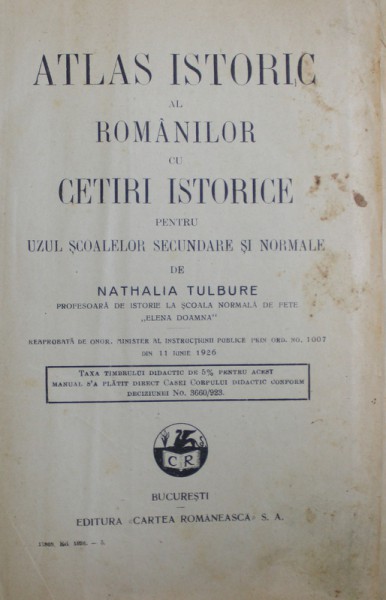 ATLAS ISTORIC
AL
ROMÂNILOR
CU
CETIRI ISTORICE
PENTRU
UZUL ȘCOALELOR SECUNDARE ȘI NORMALE
DE
NATHALIA TULBURE
PROFESOARĂ DE ISTORIE LA ȘCOALA NORMALĂ DE FETE
„ELENA DOAMNA”
REAPROBATĂ DE ONOR. MINISTER AL INSTRUCȚIUNII PUBLICE PRIN ORD. NO. 1007
DIN 11 IUNIE 1926
TAXA TIMBRULUI DIDACTIC DE 5% PENTRU ACEST
MANUAL S'A PLĂTIT DIRECT CASEI CORPULUI DIDACTIC CONFORM
DECIZIUNEI No. 3660/923.
C R
BUCUREȘTI
EDITURA «CARTEA ROMÂNEASCĂ» S. A.